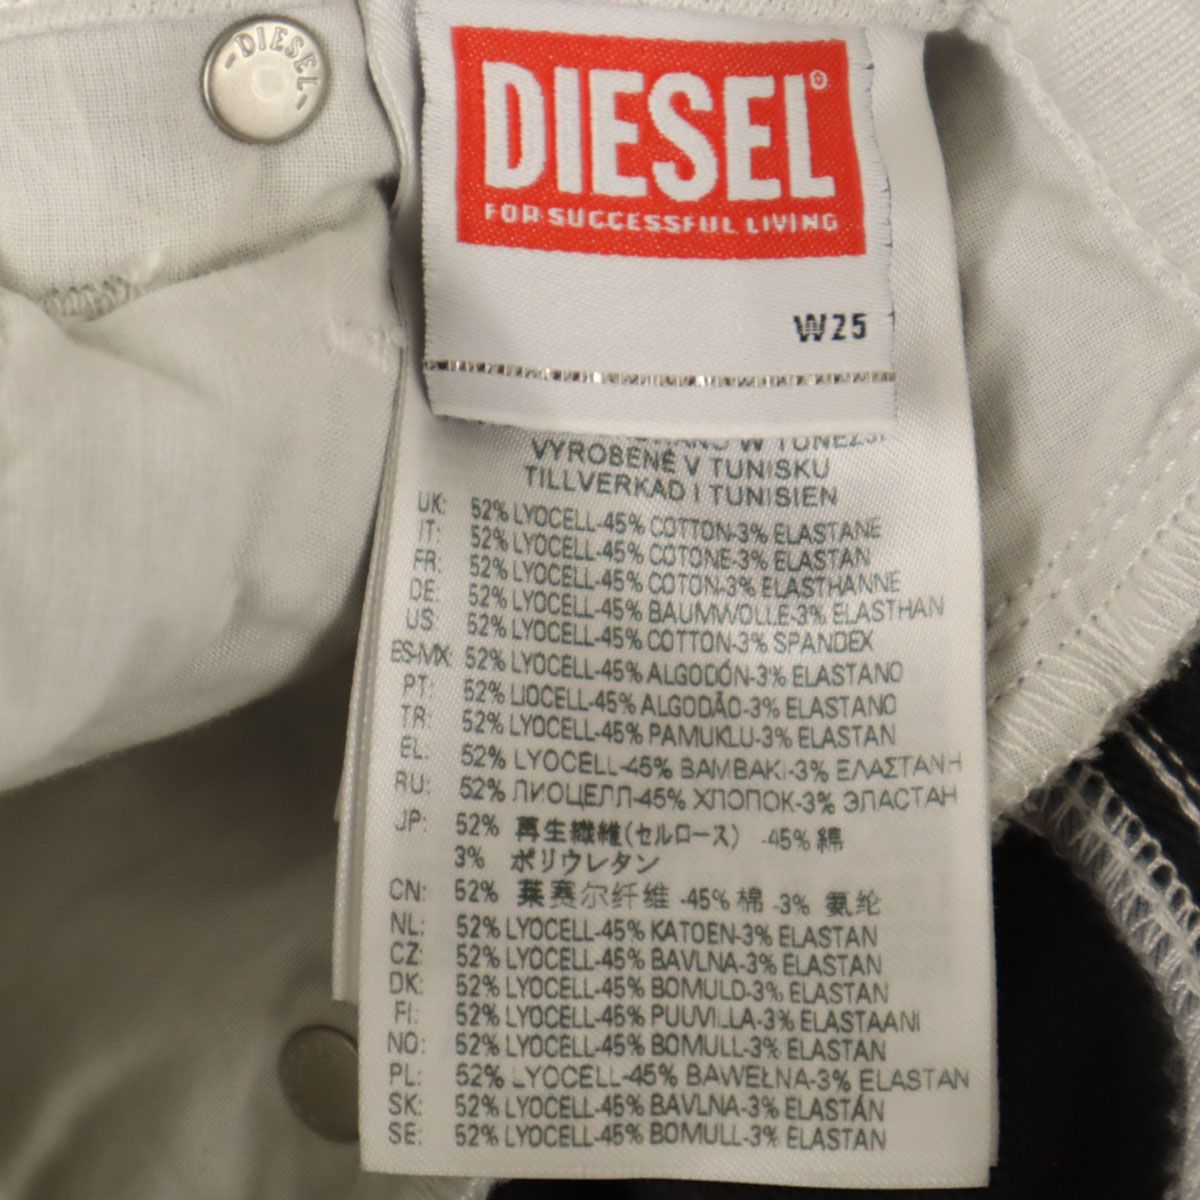 DIESEL
DIESEL®
FOR SUCCESSFUL LIVING
W25
W TUNEZJI
VYROBENÉ V TUNISKU
TILLVERKAD I TUNISIEN
UK: 52% LYOCELL-45% COTTON-3% ELASTANE
IT: 52% LYOCELL-45% COTONE-3% ELASTAN
FR: 52% LYOCELL-45% COTON-3% ELASTHANNE
DE: 52% LYOCELL-45% BAUMWOLLE-3% ELASTHAN
US: 52% LYOCELL-45% COTTON-3% SPANDEX
ES-MX: 52% LYOCELL-45% ALGODÓN-3% ELASTANO
PT: 52% LIOCELL-45% ALGODÃO-3% ELASTANO
TR: 52% LYOCELL-45% PAMUKLU-3% ELASTAN
EL: 52% LYOCELL-45% ΒΑΜΒΑΚΙ-3% ΕΛΑΣΤΑΝΗ
RU: 52% ЛИОЦЕЛЛ-45% ХЛОПОК-3% ЭЛАСТАН
JP: 52% 再生繊維(セルロース) -45% 綿
3% ポリウレタン
CN: 52% 莱赛尔纤维 -45% 棉 -3% 氨纶
NL: 52% LYOCELL-45% KATOEN-3% ELASTAN
CZ: 52% LYOCELL-45% BAVLNA-3% ELASTAN
DK: 52% LYOCELL-45% BOMULD-3% ELASTAN
FI: 52% LYOCELL-45% PUUVILLA-3% ELASTAANI
NO: 52% LYOCELL-45% BOMULL-3% ELASTAN
PL: 52% LYOCELL-45% BAWEŁNA-3% ELASTAN
SK: 52% LYOCELL-45% BAVLNA-3% ELASTÁN
SE: 52% LYOCELL-45% BOMULL-3% ELASTAN